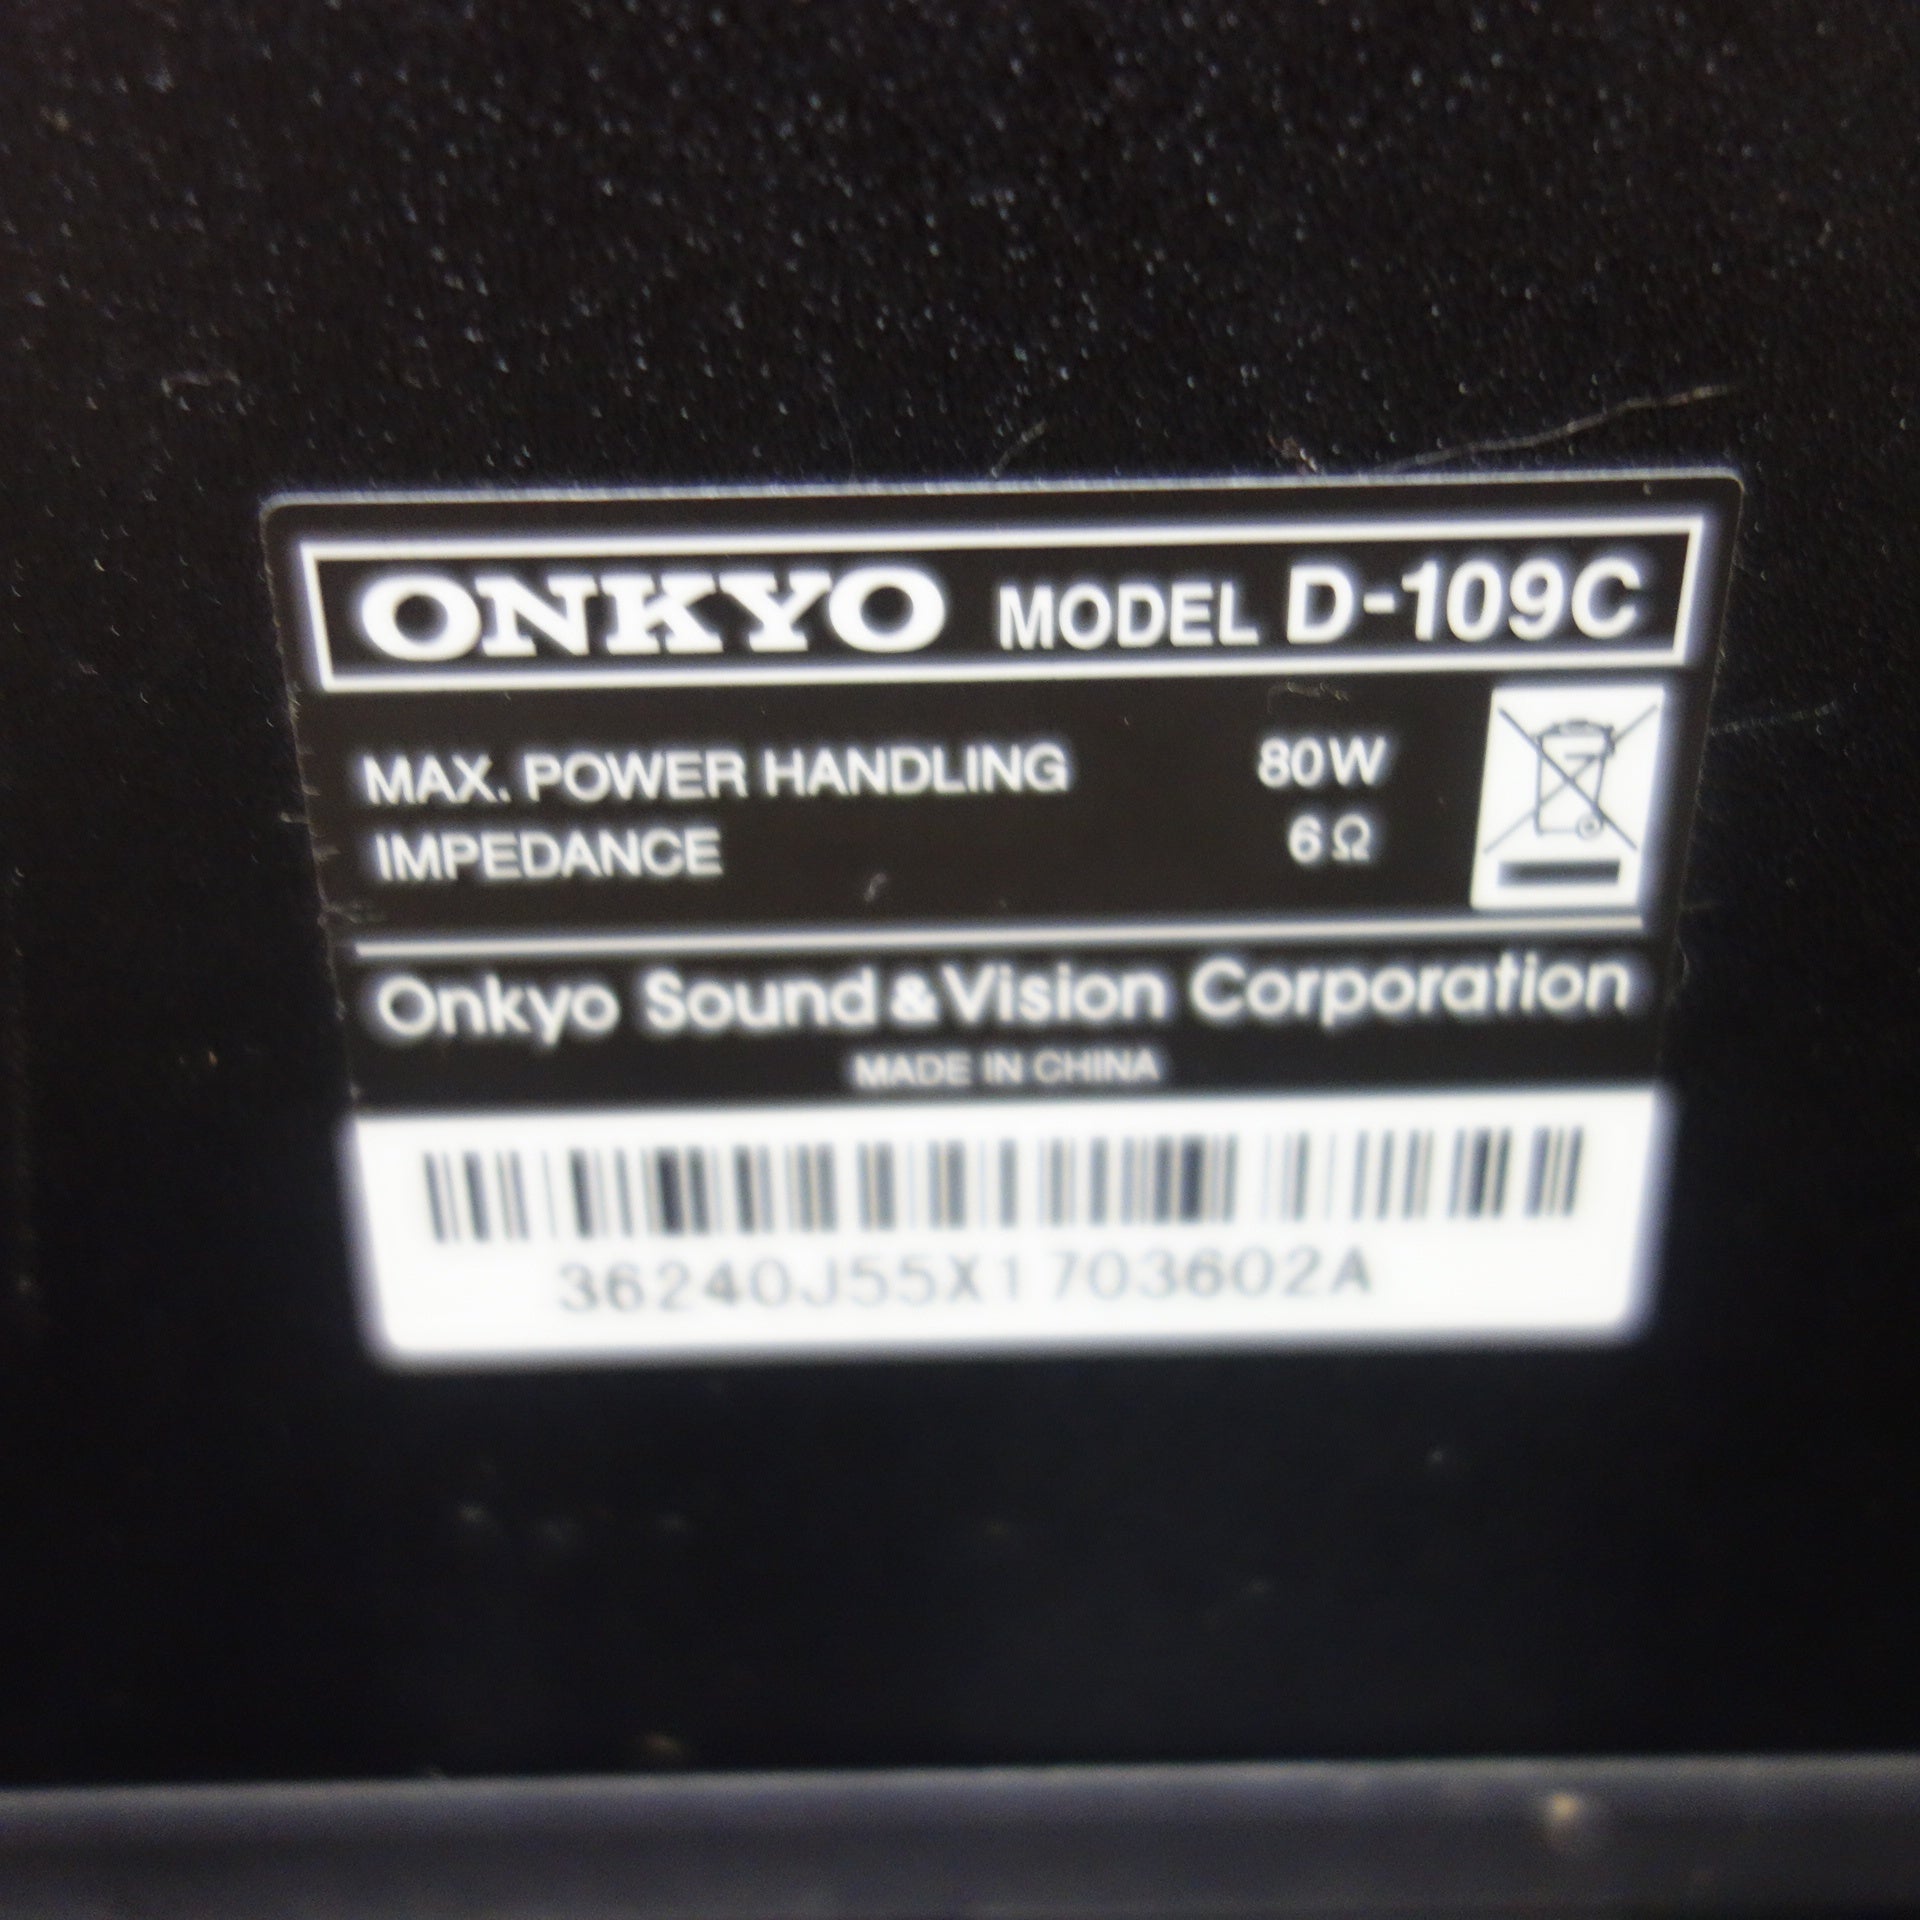 ONKYO MODEL D-109C
MAX. POWER HANDLING 80W
IMPEDANCE 6Ω
Onkyo Sound & Vision Corporation
MADE IN CHINA
36240J55X1703602A